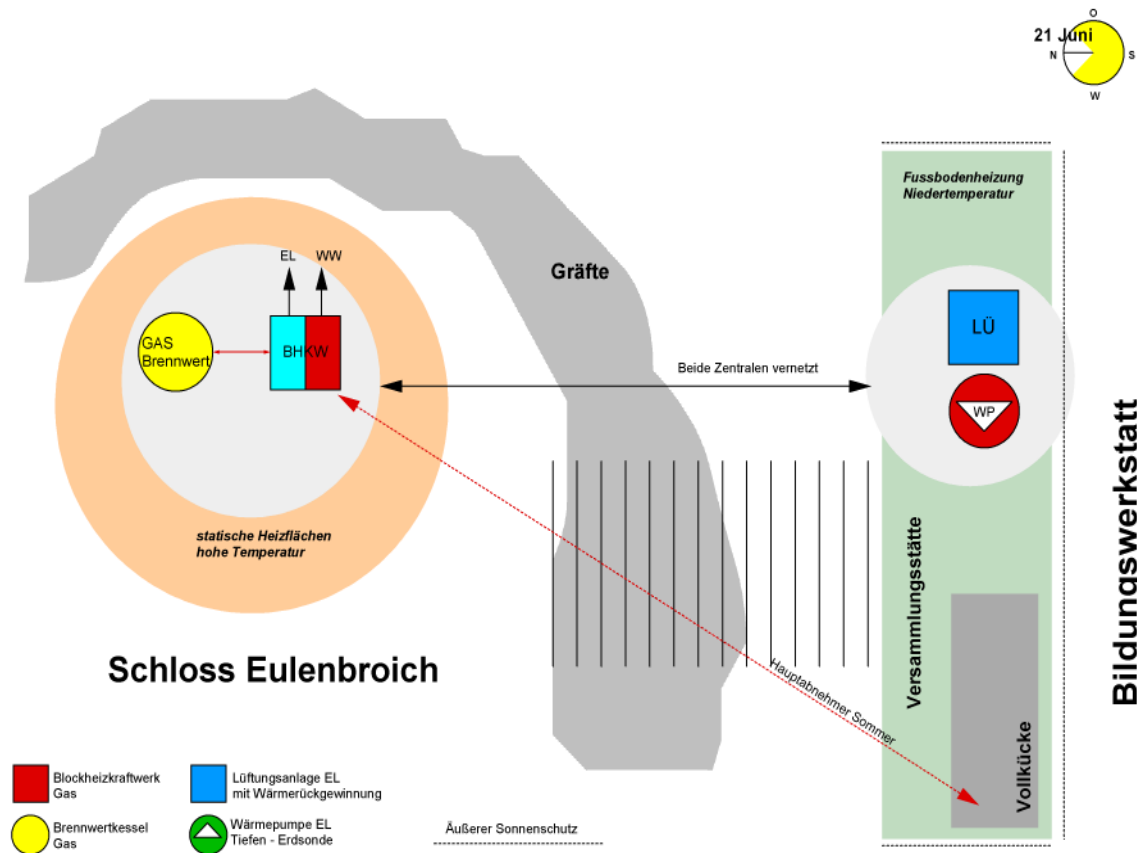 O
21 Juni
N
S
W
Fussbodenheizung
Niedertemperatur
EL
WW
Gräfte
LÜ
GAS
Brennwert
BHKW
Beide Zentralen vernetzt
WP
Bildungswerkstatt
statische Heizflächen
hohe Temperatur
Versammlungsstätte
Schloss Eulenbroich
Hauptabnehmer Sommer
Vollkücke
Blockheizkraftwerk
Gas
Lüftungsanlage EL
mit Wärmerückgewinnung
Brennwertkessel
Gas
Wärmepumpe EL
Tiefen - Erdsonde
Äußerer Sonnenschutz